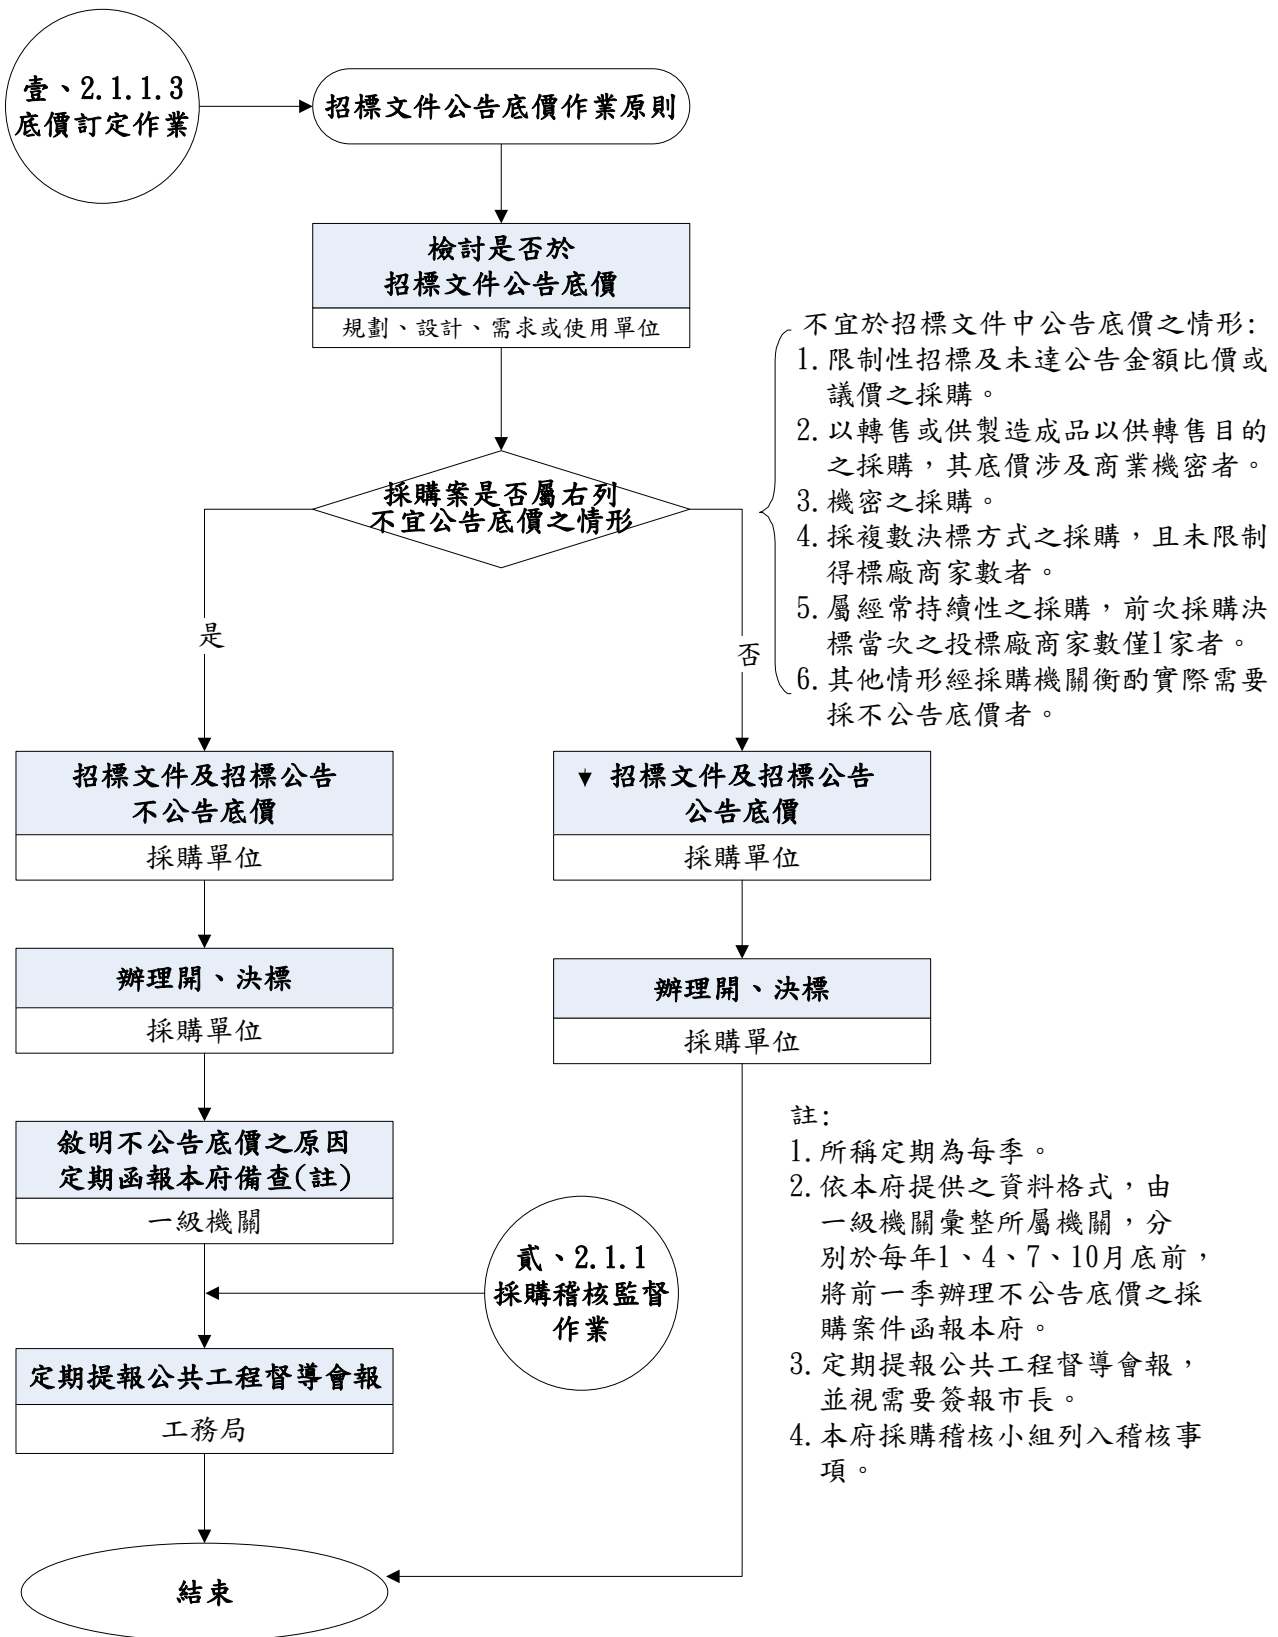 壹、2.1.1.3
底價訂定作業
招標文件公告底價作業原則
檢討是否於
招標文件公告底價
規劃、設計、需求或使用單位
不宜於招標文件中公告底價之情形:
1.限制性招標及未達公告金額比價或
議價之採購。
2.以轉售或供製造成品以供轉售目的
之採購，其底價涉及商業機密者。
3.機密之採購。
4.採複數決標方式之採購，且未限制
得標廠商家數者。
5.屬經常持續性之採購，前次採購決
標當次之投標廠商家數僅1家者。
6.其他情形經採購機關衡酌實際需要
採不公告底價者。
採購案是否屬右列
不宜公告底價之情形
是
否
招標文件及招標公告
不公告底價
採購單位
▼ 招標文件及招標公告
公告底價
採購單位
辦理開、決標
採購單位
辦理開、決標
採購單位
敘明不公告底價之原因
定期函報本府備查(註)
一級機關
貳、2.1.1
採購稽核監督
作業
定期提報公共工程督導會報
工務局
結束
註:
1.所稱定期為每季。
2.依本府提供之資料格式，由
一級機關彙整所屬機關，分
別於每年1、4、7、10月底前，
將前一季辦理不公告底價之採
購案件函報本府。
3.定期提報公共工程督導會報，
並視需要簽報市長。
4.本府採購稽核小組列入稽核事
項。